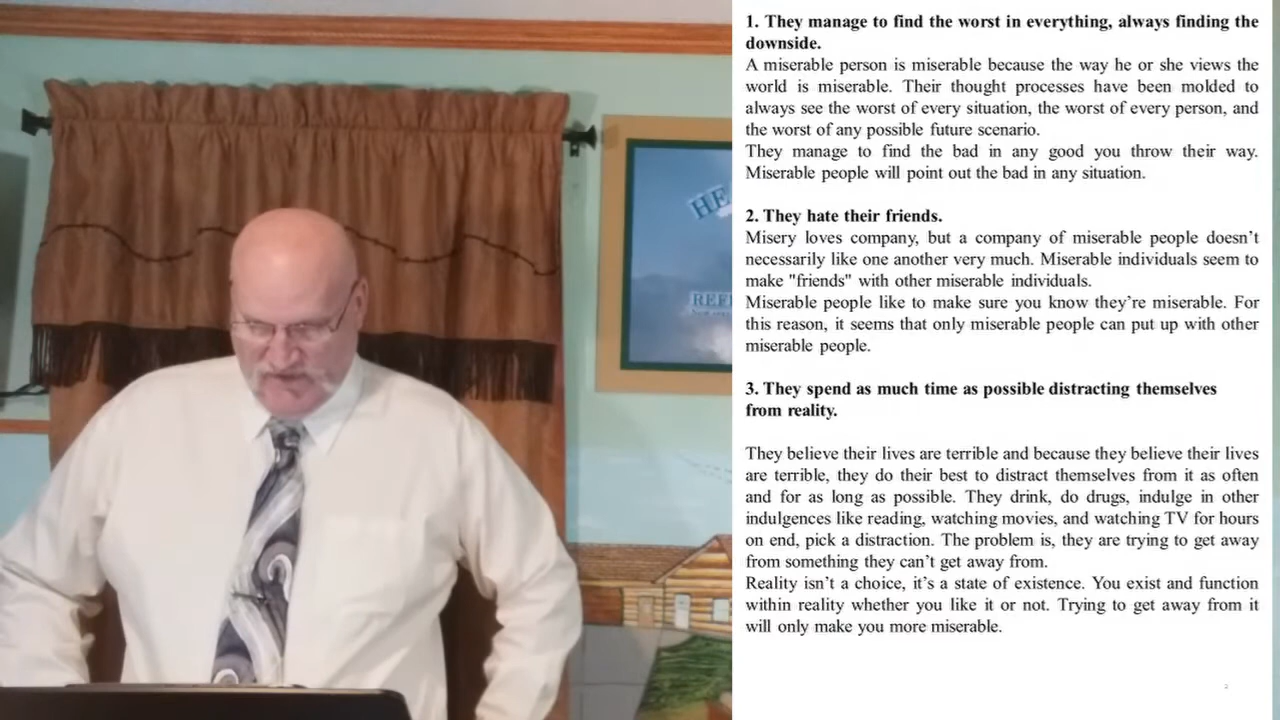 HE
REFI
1. They manage to find the worst in everything, always finding the
downside.
A miserable person is miserable because the way he or she views the
world is miserable. Their thought processes have been molded to
always see the worst of every situation, the worst of every person, and
the worst of any possible future scenario.
They manage to find the bad in any good you throw their way.
Miserable people will point out the bad in any situation.
2. They hate their friends.
Misery loves company, but a company of miserable people doesn’t
necessarily like one another very much. Miserable individuals seem to
make "friends" with other miserable individuals.
Miserable people like to make sure you know they’re miserable. For
this reason, it seems that only miserable people can put up with other
miserable people.
3. They spend as much time as possible distracting themselves
from reality.
They believe their lives are terrible and because they believe their lives
are terrible, they do their best to distract themselves from it as often
and for as long as possible. They drink, do drugs, indulge in other
indulgences like reading, watching movies, and watching TV for hours
on end, pick a distraction. The problem is, they are trying to get away
from something they can’t get away from.
Reality isn’t a choice, it’s a state of existence. You exist and function
within reality whether you like it or not. Trying to get away from it
will only make you more miserable.
2